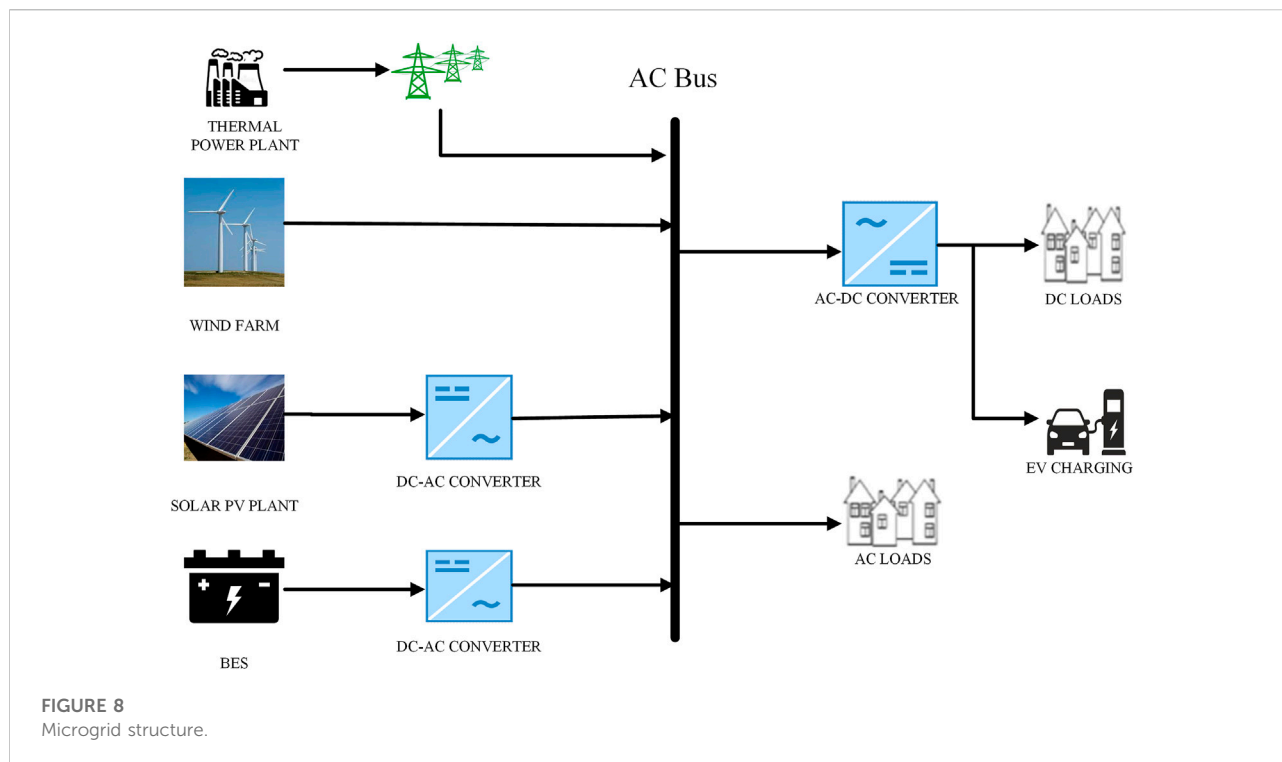 AC Bus
THERMAL
POWER PLANT
WIND FARM
AC-DC CONVERTER
DC LOADS
SOLAR PV PLANT
DC-AC CONVERTER
EV CHARGING
AC LOADS
BES
DC-AC CONVERTER
FIGURE 8
Microgrid structure.